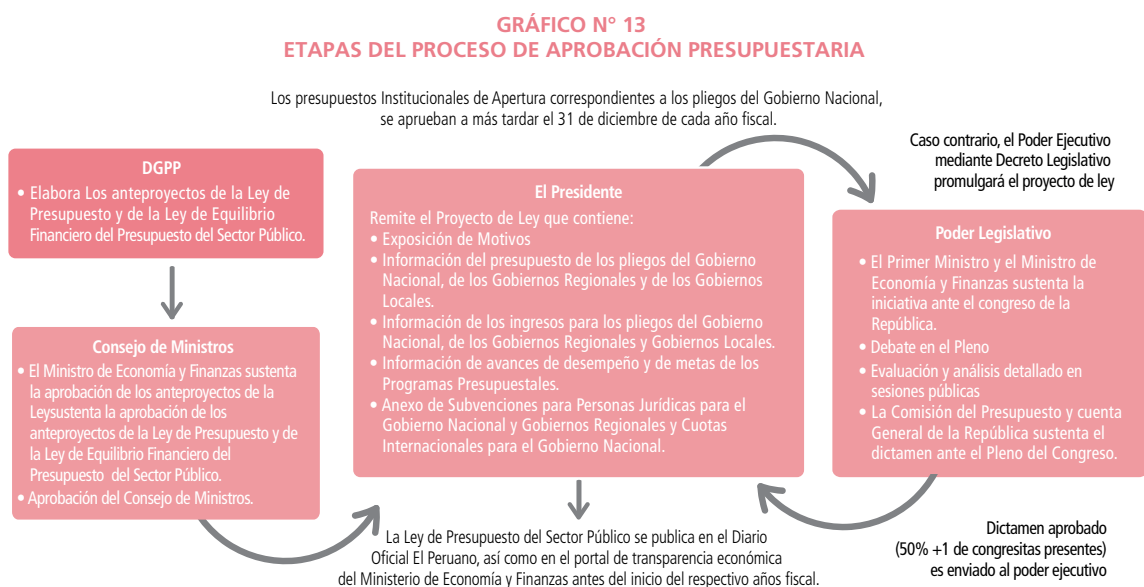 GRÁFICO N° 13
ETAPAS DEL PROCESO DE APROBACIÓN PRESUPUESTARIA
Los presupuestos Institucionales de Apertura correspondientes a los pliegos del Gobierno Nacional,
se aprueban a más tardar el 31 de diciembre de cada año fiscal.
DGPP
• Elabora Los anteproyectos de la Ley de
Presupuesto y de la Ley de Equilibrio
Financiero del Presupuesto del Sector Público.
Consejo de Ministros
• El Ministro de Economía y Finanzas sustenta
la aprobación de los anteproyectos de la
Leysustenta la aprobación de los
anteproyectos de la Ley de Presupuesto y de
la Ley de Equilibrio Financiero del
Presupuesto del Sector Público.
• Aprobación del Consejo de Ministros.
El Presidente
Remite el Proyecto de Ley que contiene:
• Exposición de Motivos
• Información del presupuesto de los pliegos del Gobierno
Nacional, de los Gobiernos Regionales y de los Gobiernos
Locales.
• Información de los ingresos para los pliegos del Gobierno
Nacional, de los Gobiernos Regionales y Gobiernos Locales.
• Información de avances de desempeño y de metas de los
Programas Presupuestales.
• Anexo de Subvenciones para Personas Jurídicas para el
Gobierno Nacional y Gobiernos Regionales y Cuotas
Internacionales para el Gobierno Nacional.
Caso contrario, el Poder Ejecutivo
mediante Decreto Legislativo
promulgará el proyecto de ley
Poder Legislativo
• El Primer Ministro y el Ministro de
Economía y Finanzas sustenta la
iniciativa ante el congreso de la
República.
• Debate en el Pleno
• Evaluación y análisis detallado en
sesiones públicas
• La Comisión del Presupuesto y cuenta
General de la República sustenta el
dictamen ante el Pleno del Congreso.
Dictamen aprobado
(50% +1 de congresitas presentes)
es enviado al poder ejecutivo
La Ley de Presupuesto del Sector Público se publica en el Diario
Oficial El Peruano, así como en el portal de transparencia económica
del Ministerio de Economía y Finanzas antes del inicio del respectivo años fiscal.